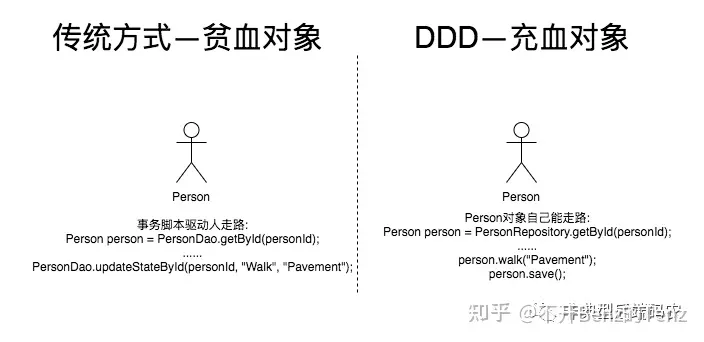 传统方式—贫血对象
DDD—充血对象
Person
事务脚本驱动人走路:
Person person = PersonDao.getById(personId);
......
PersonDao.updateStateById(personId, "Walk", "Pavement");
Person
Person对象自己能走路:
Person person = PersonRepository.getById(personId);
......
person.walk("Pavement");
person.save();
知乎